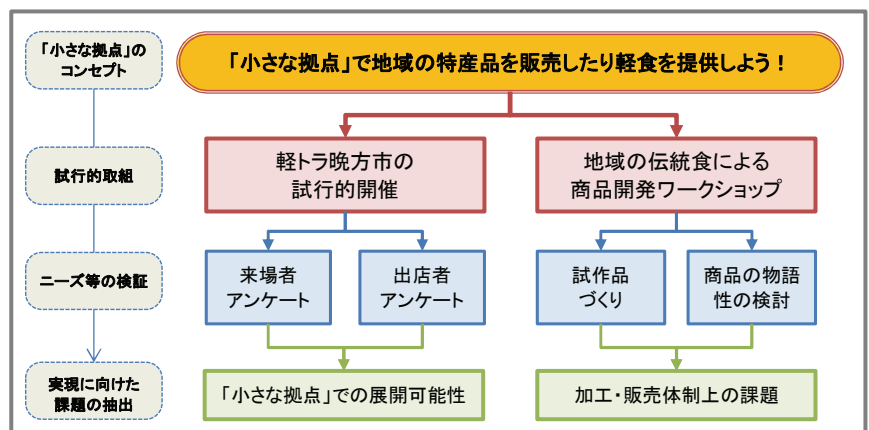 「小さな拠点」の
コンセプト
「小さな拠点」で地域の特産品を販売したり軽食を提供しよう！
試行的取組
軽トラ晩方市の
試行的開催
地域の伝統食による
商品開発ワークショップ
ニーズ等の検証
来場者
アンケート
出店者
アンケート
試作品
づくり
商品の物語
性の検討
実現に向けた
課題の抽出
「小さな拠点」での展開可能性
加工・販売体制上の課題